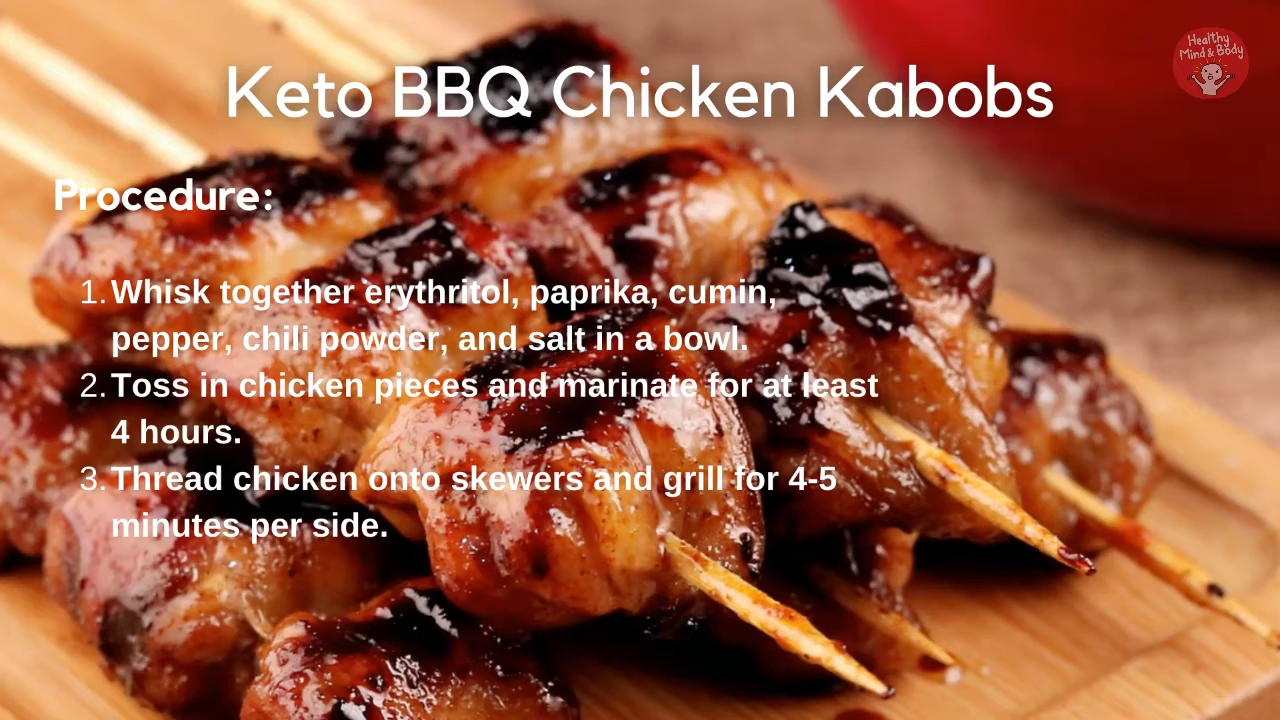 Healthy
Mind & Body
Keto BBQ Chicken Kabobs
Procedure:
1. Whisk together erythritol, paprika, cumin,
pepper, chili powder, and salt in a bowl.
2. Toss in chicken pieces and marinate for at least
4 hours.
3. Thread chicken onto skewers and grill for 4-5
minutes per side.